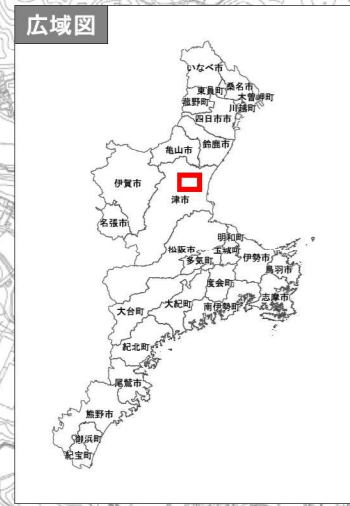 広域図
いなべ市
東員町
桑名市
木曽岬町
菰野町
川越町
四日市市
亀山市
鈴鹿市
伊賀市
津市
名張市
明和町
松阪市
玉城町
多気町
伊勢市
鳥羽市
度会町
大台町
大紀町
南伊勢町
志摩市
紀北町
尾鷲市
熊野市
御浜町
紀宝町